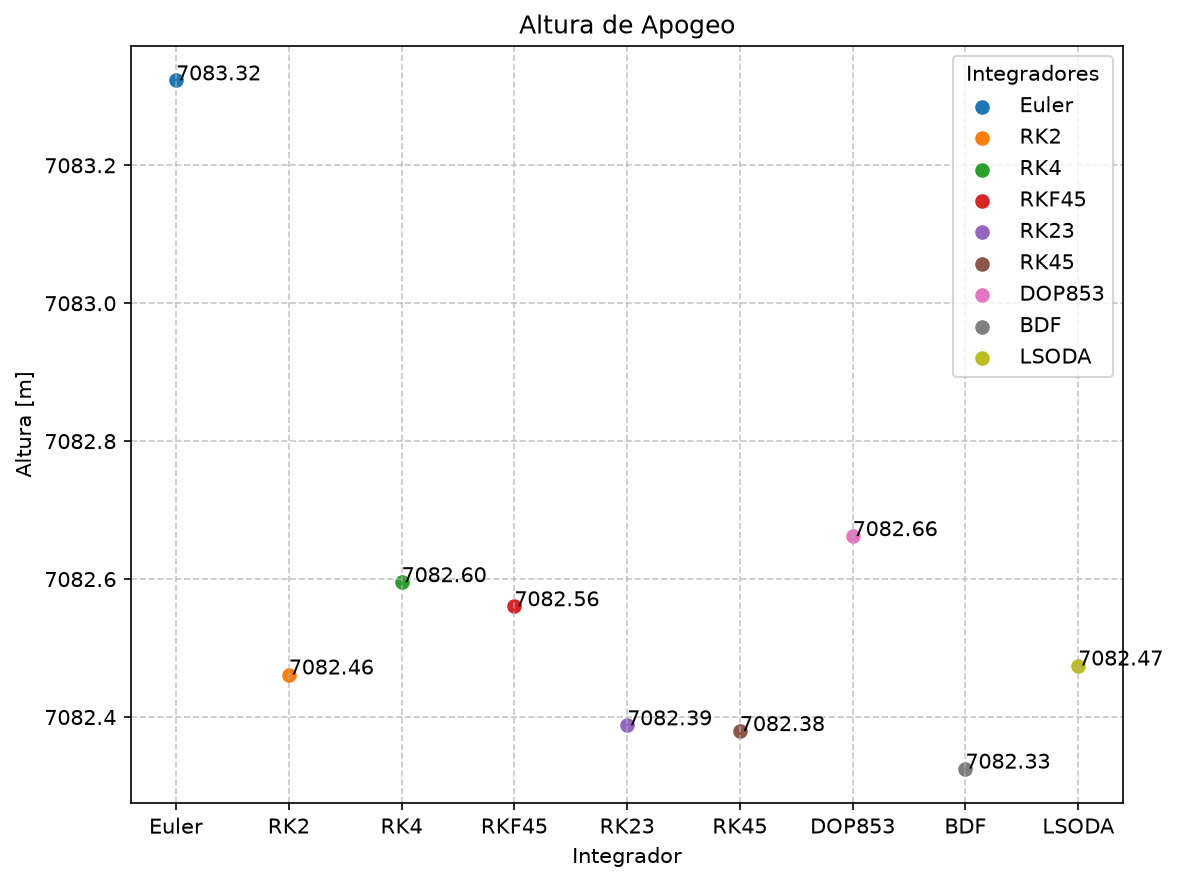 Altura de Apogeo
7083.32
Integradores
Euler
RK2
RK4
RKF45
RK23
RK45
DOP853
BDF
LSODA
7083.2
7083.0
7082.8
7082.6
7082.4
Altura [m]
7082.46
7082.60
7082.56
7082.39
7082.38
7082.66
7082.33
7082.47
Euler RK2 RK4 RKF45 RK23 RK45 DOP853 BDF LSODA
Integrador